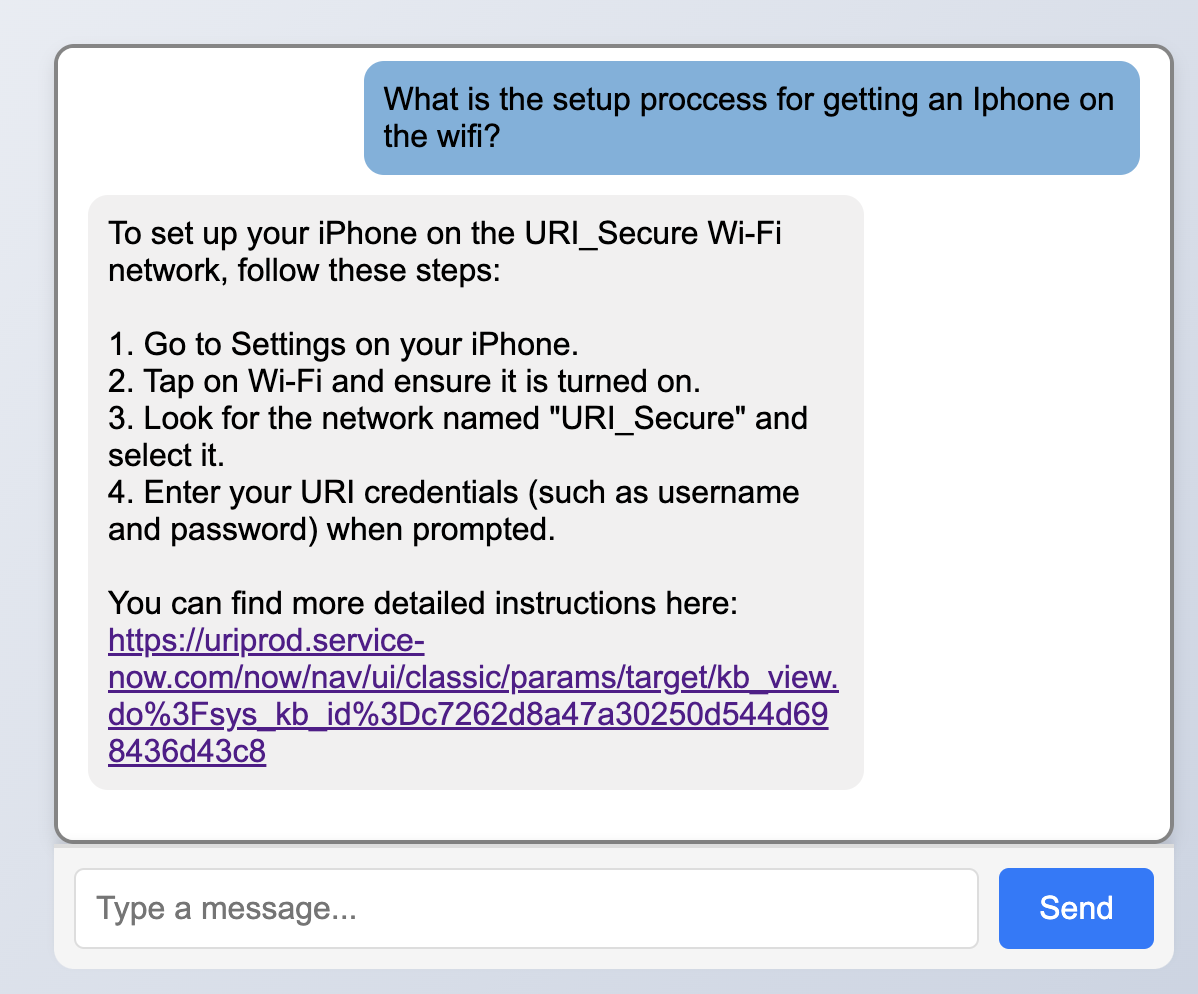 What is the setup proccess for getting an Iphone on
the wifi?
To set up your iPhone on the URI_Secure Wi-Fi
network, follow these steps:
1. Go to Settings on your iPhone.
2. Tap on Wi-Fi and ensure it is turned on.
3. Look for the network named "URI_Secure" and
select it.
4. Enter your URI credentials (such as username
and password) when prompted.
You can find more detailed instructions here:
https://uriprod.service-
now.com/now/nav/ui/classic/params/target/kb_view.
do%3Fsys_kb_id%3Dc7262d8a47a30250d544d69
8436d43c8
Type a message...
Send